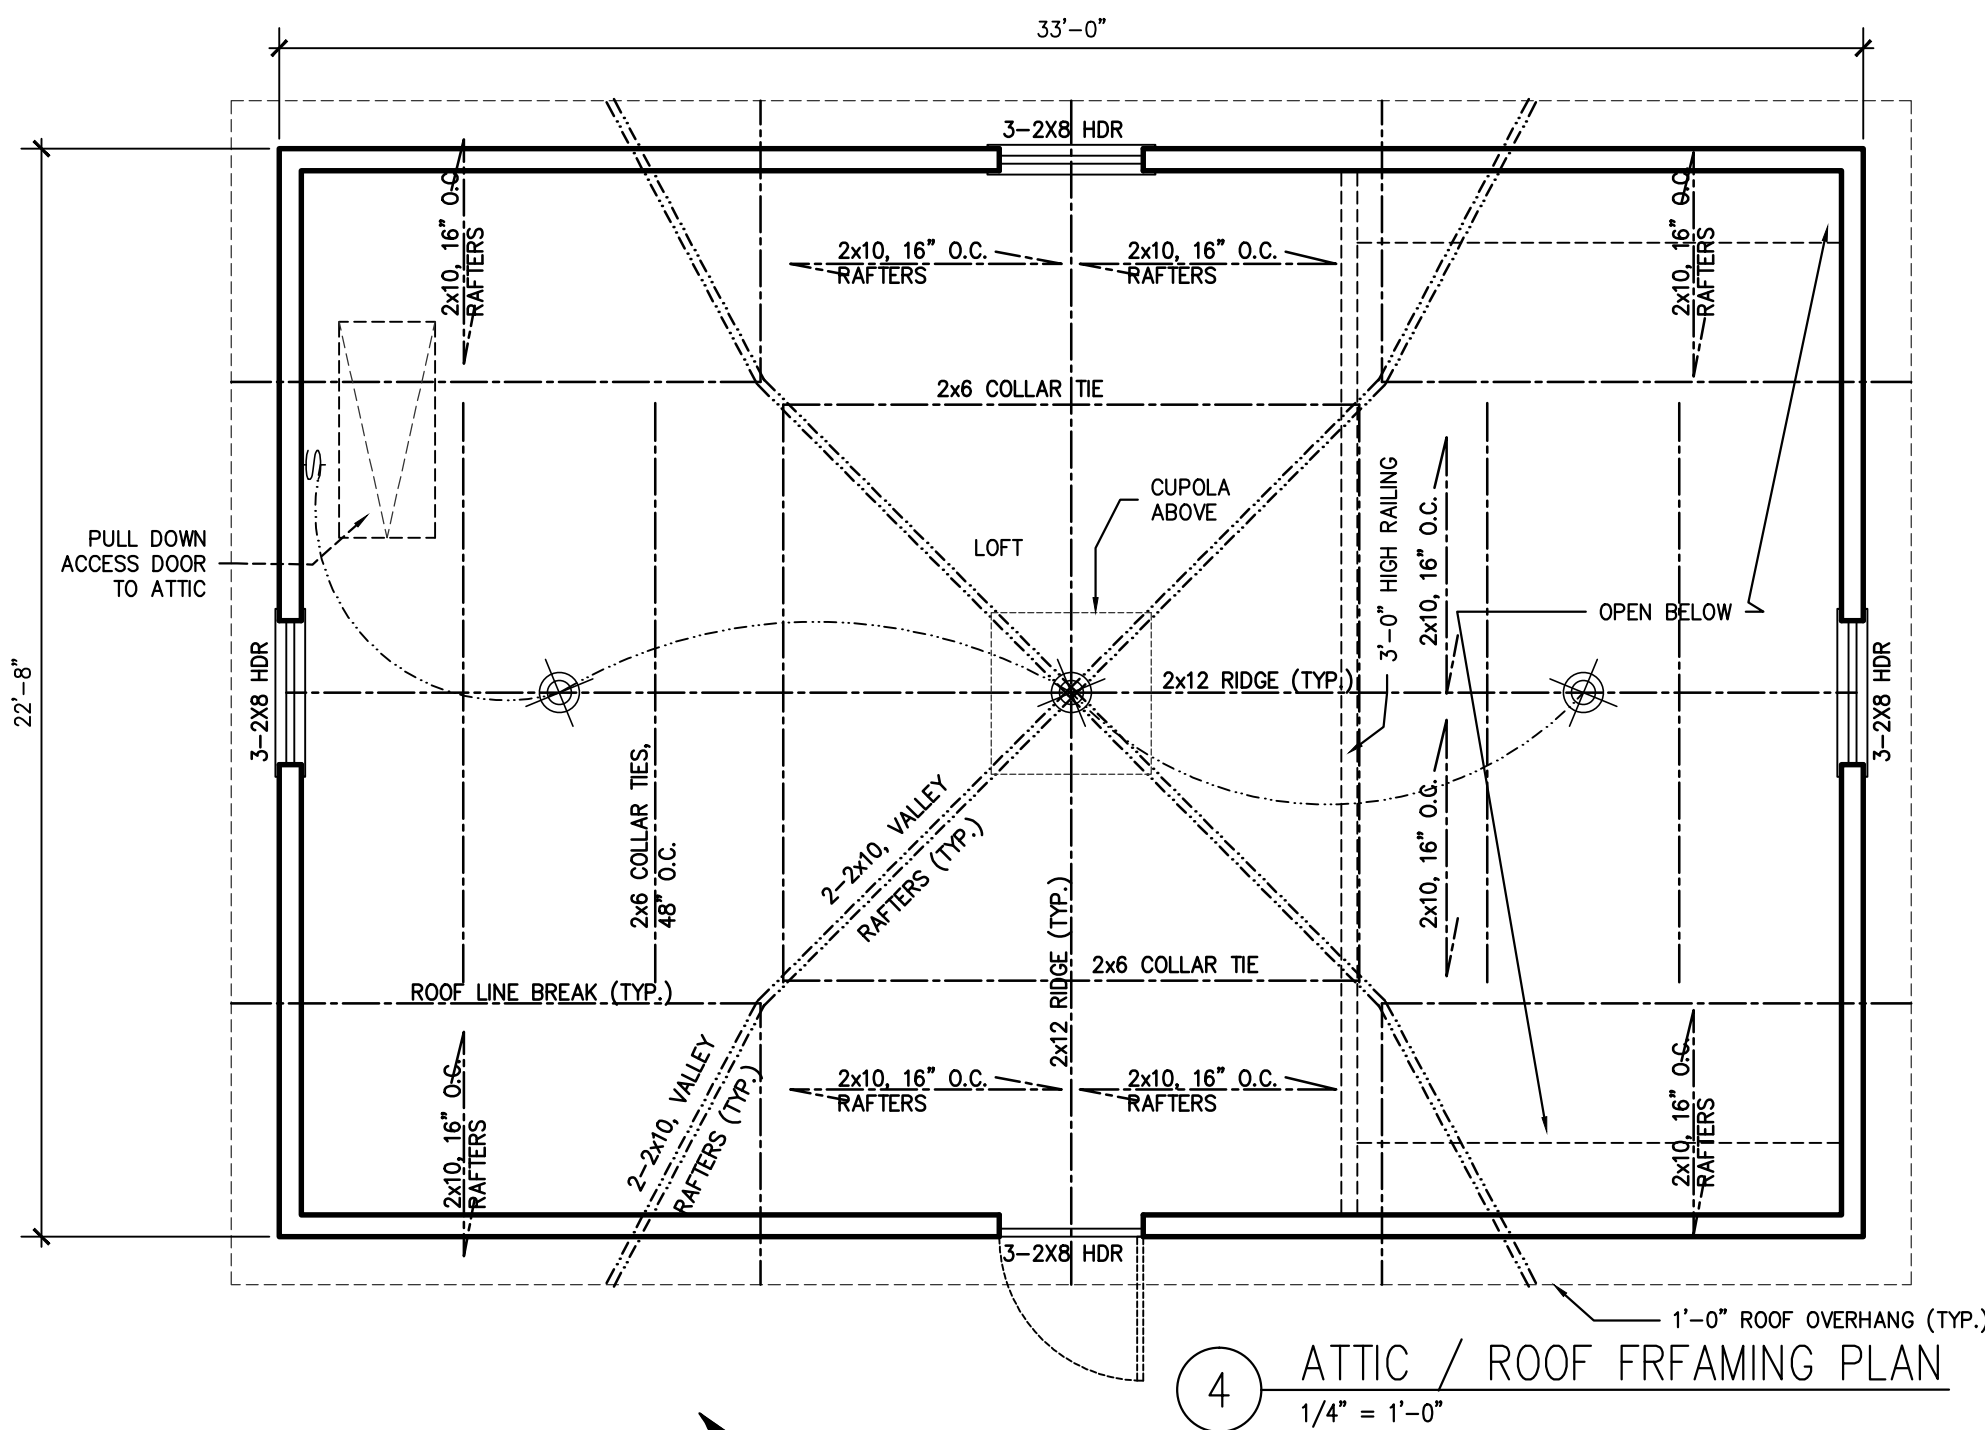 33'-0"
3-2X8 HDR
2x10, 16" O.C.
RAFTERS
2x10, 16" O.C.
RAFTERS
2x10, 16" O.C.
RAFTERS
2x10, 16" O.C.
RAFTERS
2x6 COLLAR TIE
CUPOLA
ABOVE
LOFT
3'-0" HIGH RAILING
2x10, 16" O.C.
PULL DOWN
ACCESS DOOR
TO ATTIC
S
OPEN BELOW
22'-8"
3-2X8 HDR
2x12 RIDGE (TYP.)
3-2X8 HDR
2x6 COLLAR TIES,
48" O.C.
2-2x10, VALLEY
RAFTERS (TYP.)
2x10, 16" O.C.
2x12 RIDGE (TYP.)
2x6 COLLAR TIE
ROOF LINE BREAK (TYP.)
2x10, 16" O.C.
RAFTERS
2-2x10, VALLEY
RAFTERS (TYP.)
2x10, 16" O.C.
RAFTERS
2x10, 16" O.C.
RAFTERS
2x10, 16" O.C.
RAFTERS
3-2X8 HDR
1'-0" ROOF OVERHANG (TYP.)
4
ATTIC / ROOF FRFAMING PLAN
1/4" = 1'-0"